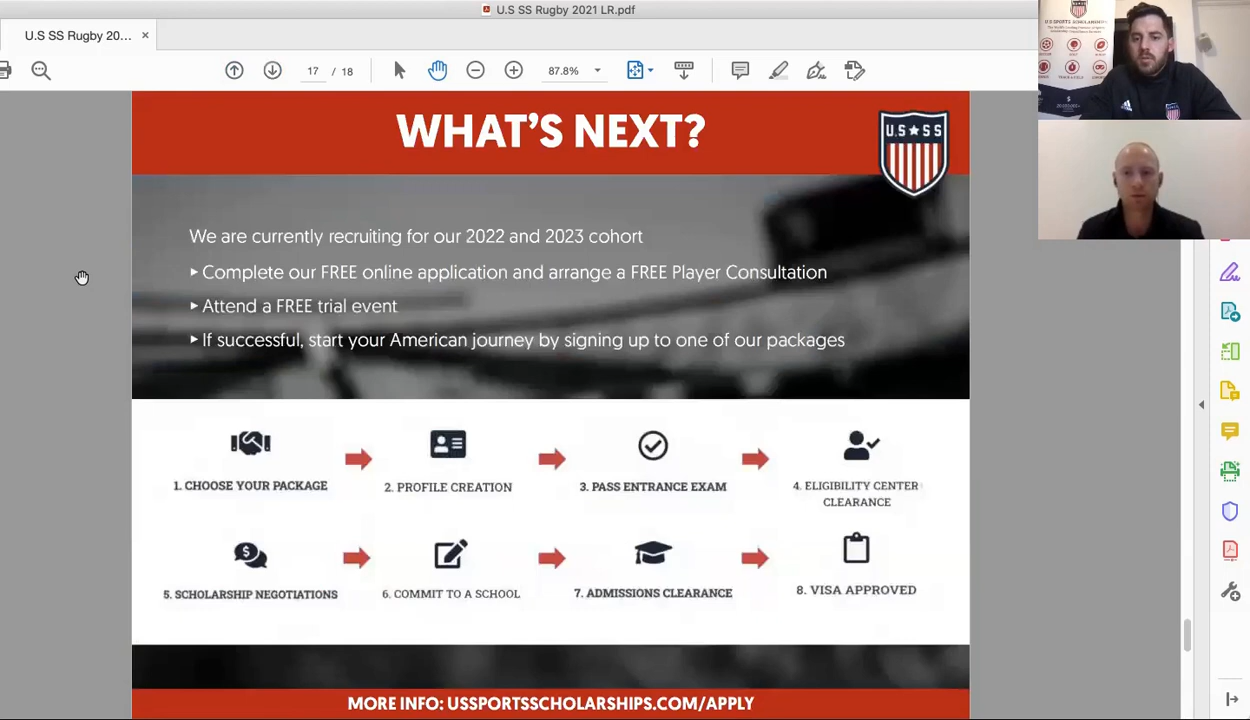 U.S SS Rugby 2021 LR.pdf
U.S SS Rugby 20...
17 / 18
87.8%
WHAT'S NEXT?
U.S★SS
We are currently recruiting for our 2022 and 2023 cohort
▸ Complete our FREE online application and arrange a FREE Player Consultation
▸ Attend a FREE trial event
▸ If successful, start your American journey by signing up to one of our packages
1. CHOOSE YOUR PACKAGE
2. PROFILE CREATION
3. PASS ENTRANCE EXAM
4. ELIGIBILITY CENTER
CLEARANCE
5. SCHOLARSHIP NEGOTIATIONS
6. COMMIT TO A SCHOOL
7. ADMISSIONS CLEARANCE
8. VISA APPROVED
MORE INFO: USSPORTSSCHOLARSHIPS.COM/APPLY
U.S SPORTS SCHOLARSHIPS